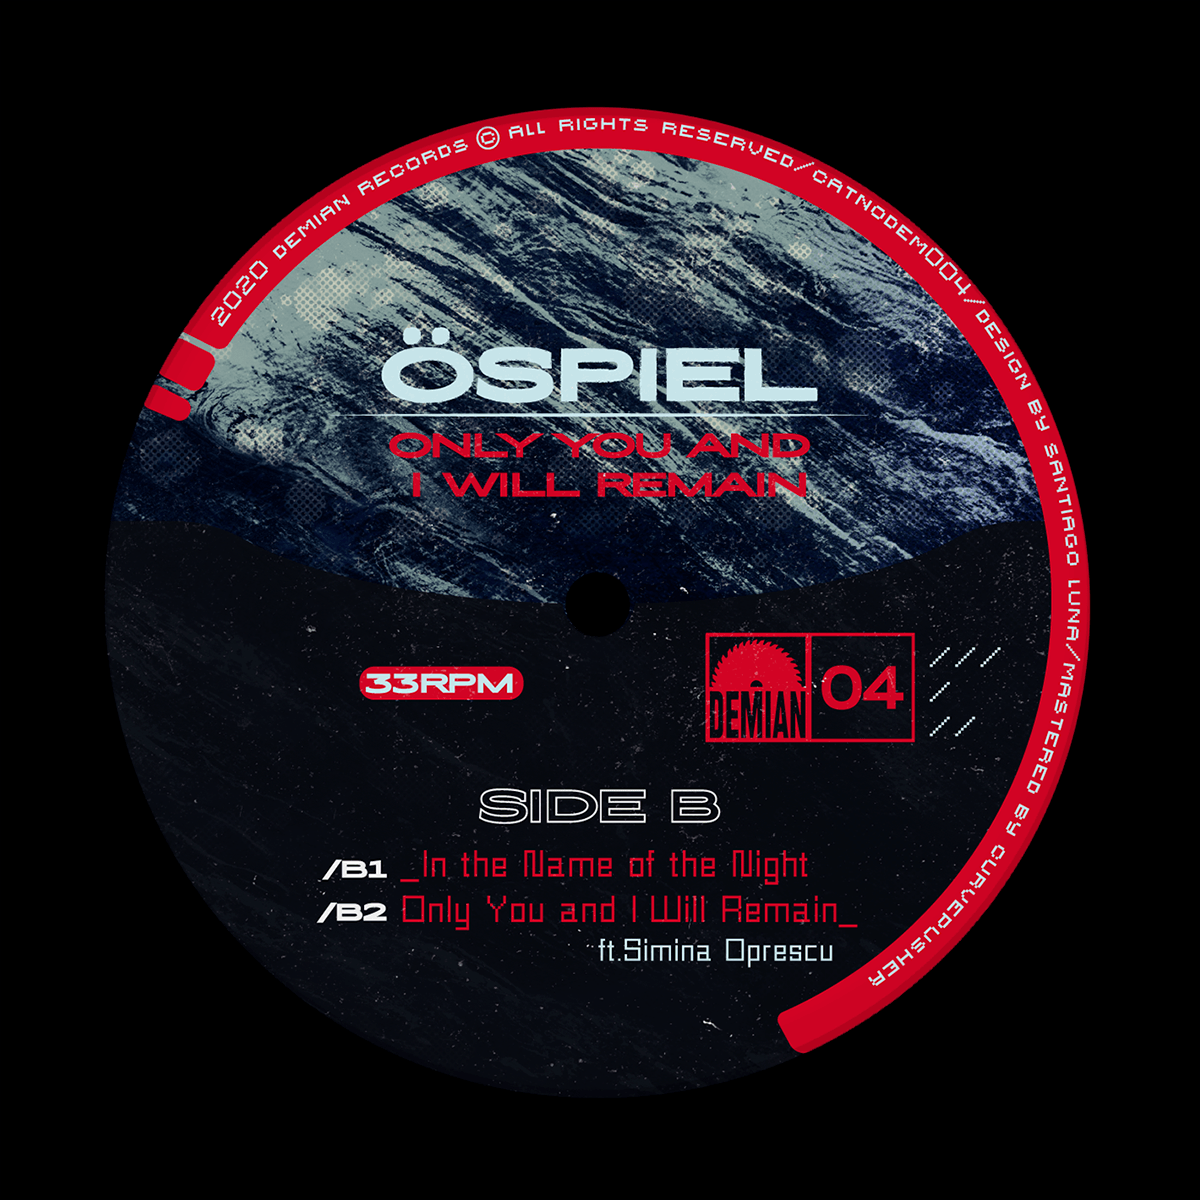 2020 DEMIAN RECORDS © ALL RIGHTS RESERVED/CATNODEM004/DESIGN BY SANTIAGO LUNA/MASTERED BY CURVEPUSHER
ÖSPIEL
ONLY YOU AND
I WILL REMAIN
33RPM
DEMIAN 04
SIDE B
/B1 _In the Name of the Night
/B2 Only You and I Will Remain_
ft.Simina Oprescu